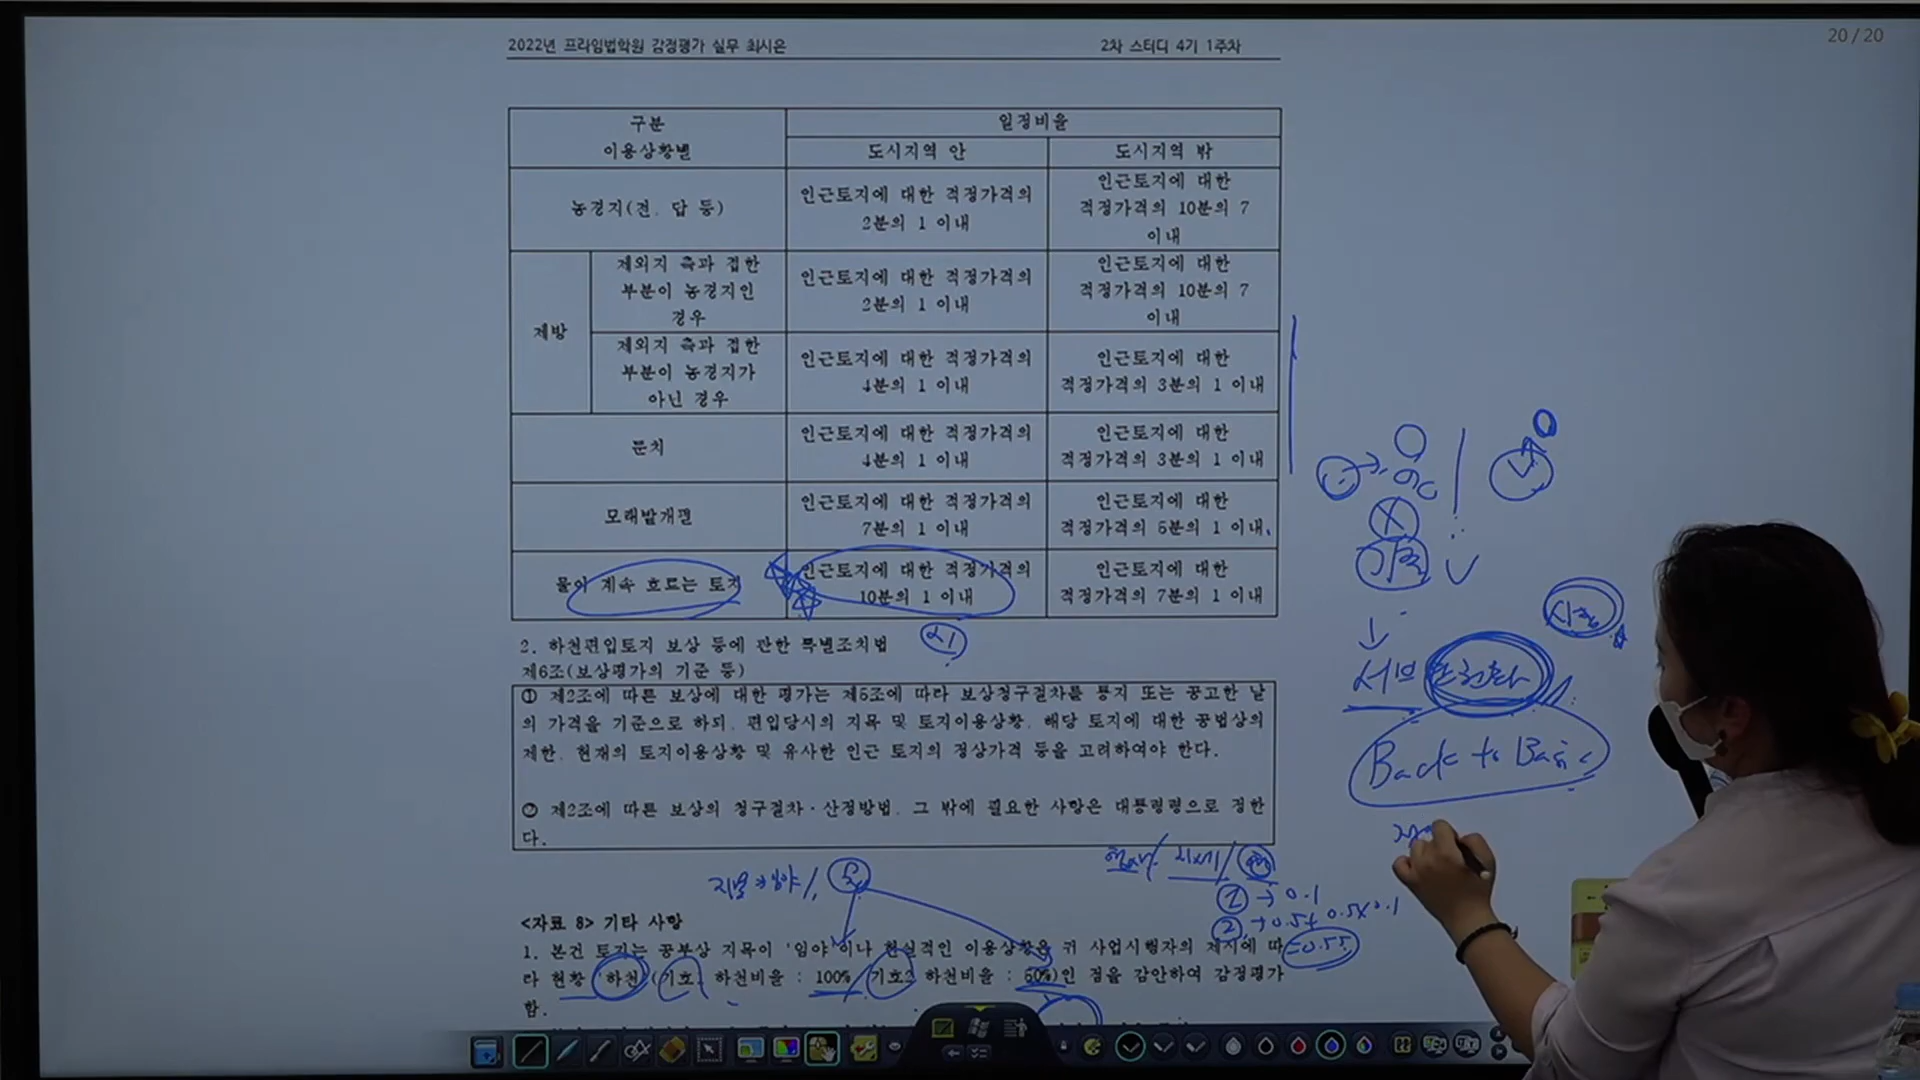 20 / 20
2022년 프라임법학원 감정평가 실무 최시은
2차 스터디 4기 1주차
구분
이용상황별
일정비율
도시지역 안
도시지역 밖
농경지(전, 답 등)
인근토지에 대한 적정가격의
2분의 1 이내
인근토지에 대한
적정가격의 10분의 7
이내
제방
제외지 측과 접한
부분이 농경지인
경우
인근토지에 대한 적정가격의
2분의 1 이내
인근토지에 대한
적정가격의 10분의 7
이내
제외지 측과 접한
부분이 농경지가
아닌 경우
인근토지에 대한 적정가격의
4분의 1 이내
인근토지에 대한
적정가격의 3분의 1 이내
둔치
인근토지에 대한 적정가격의
4분의 1 이내
인근토지에 대한
적정가격의 3분의 1 이내
모래밭개펄
인근토지에 대한 적정가격의
7분의 1 이내
인근토지에 대한
적정가격의 5분의 1 이내.
물이 계속 흐르는 토지
인근토지에 대한 적정가격의
10분의 1 이내
인근토지에 대한
적정가격의 7분의 1 이내
2. 하천편입토지 보상 등에 관한 특별조치법
제6조(보상평가의 기준 등)
① 제2조에 따른 보상에 대한 평가는 제5조에 따라 보상청구절차를 통지 또는 공고한 날
의 가격을 기준으로 하되, 편입당시의 지목 및 토지이용상황, 해당 토지에 대한 공법상의
제한, 현재의 토지이용상황 및 유사한 인근 토지의 정상가격 등을 고려하여야 한다.
② 제2조에 따른 보상의 청구절차·산정방법, 그 밖에 필요한 사항은 대통령령으로 정한
다.
Back to Basic
① → 0.1
② → 0.5+0.5×0.1
=0.55
<자료 8> 기타 사항
1. 본건 토지는 공부상 지목이 '임야'이나 현실적인 이용상황은 귀 사업시행자의 제시에 따
라 현황 '하천'(기호1 하천비율 : 100%, 기호2 하천비율 : 50%)인 점을 감안하여 감정평가
함.